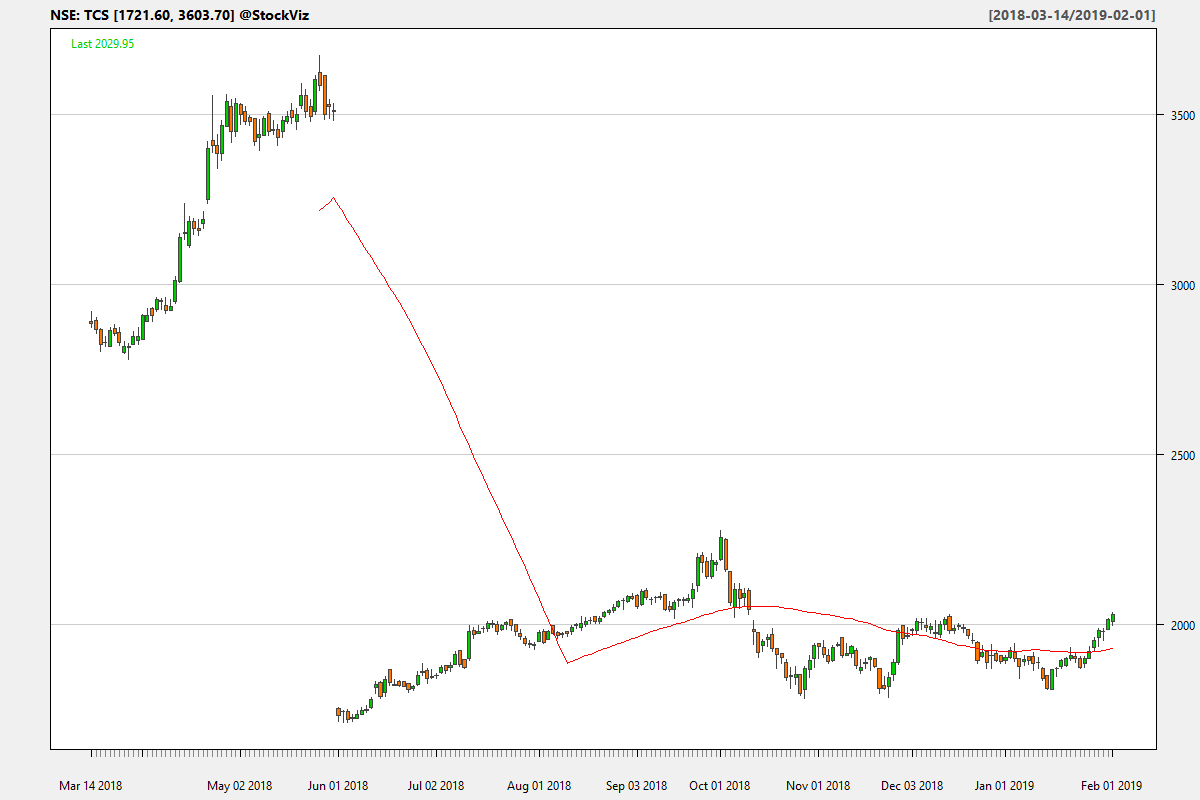 NSE: TCS [1721.60, 3603.70] @StockViz
[2018-03-14/2019-02-01]
Last 2029.95
3500
3000
2500
2000
Mar 14 2018 May 02 2018 Jun 01 2018 Jul 02 2018 Aug 01 2018 Sep 03 2018 Oct 01 2018 Nov 01 2018 Dec 03 2018 Jan 01 2019 Feb 01 2019